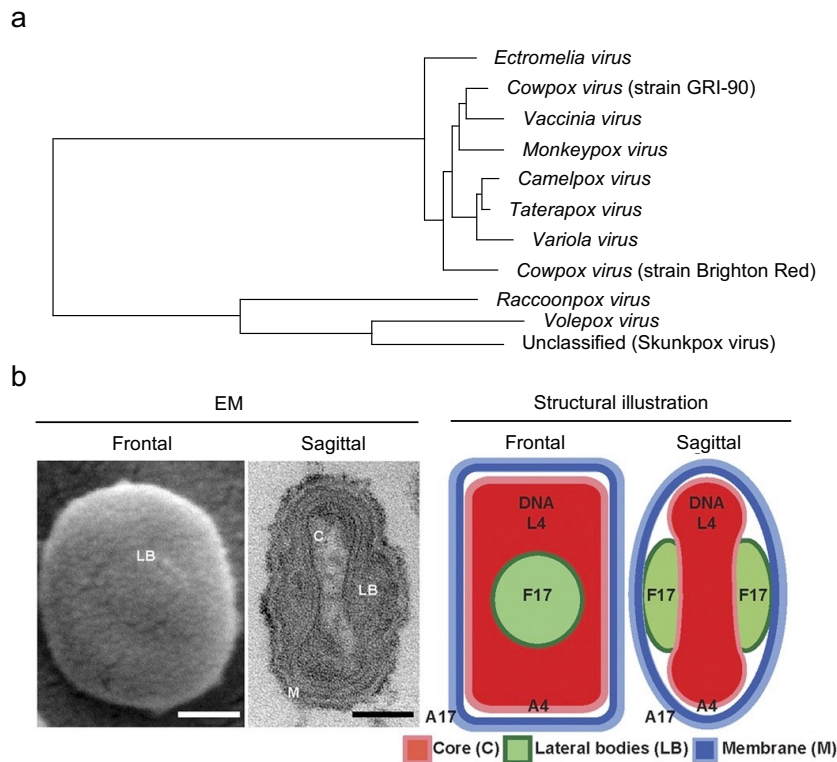 a
Ectromelia virus
Cowpox virus (strain GRI-90)
Vaccinia virus
Monkeypox virus
Camelpox virus
Taterapox virus
Variola virus
Cowpox virus (strain Brighton Red)
Raccoonpox virus
Volepox virus
Unclassified (Skunkpox virus)
b
EM
Structural illustration
Frontal
Sagittal
Frontal
Sagittal
LB
C
LB
M
DNA
L4
F17
A4
A17
DNA
L4
F17
F17
A4
A17
Core (C)
Lateral bodies (LB)
Membrane (M)